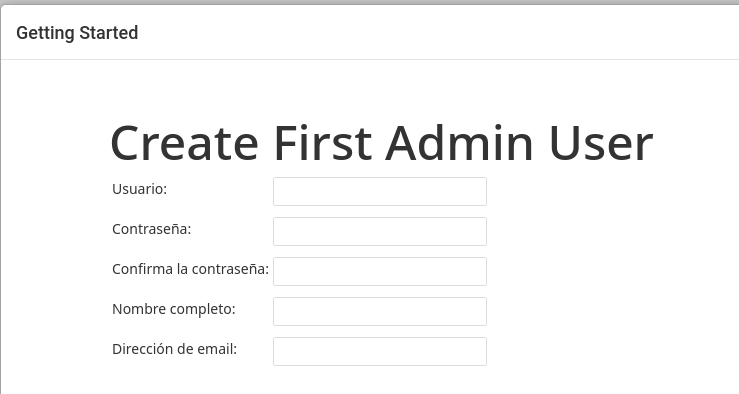 Getting Started
Create First Admin User
Usuario:
Contraseña:
Confirma la contraseña:
Nombre completo:
Dirección de email: